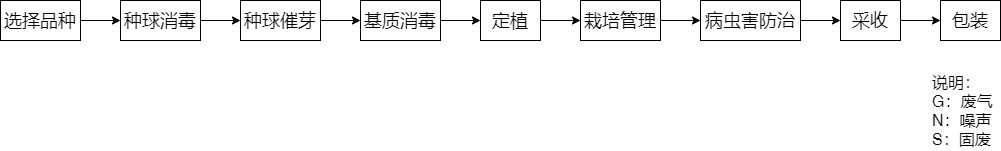 选择品种
种球消毒
种球催芽
基质消毒
定植
栽培管理
病虫害防治
采收
包装
说明：
G：废气
N：噪声
S：固废